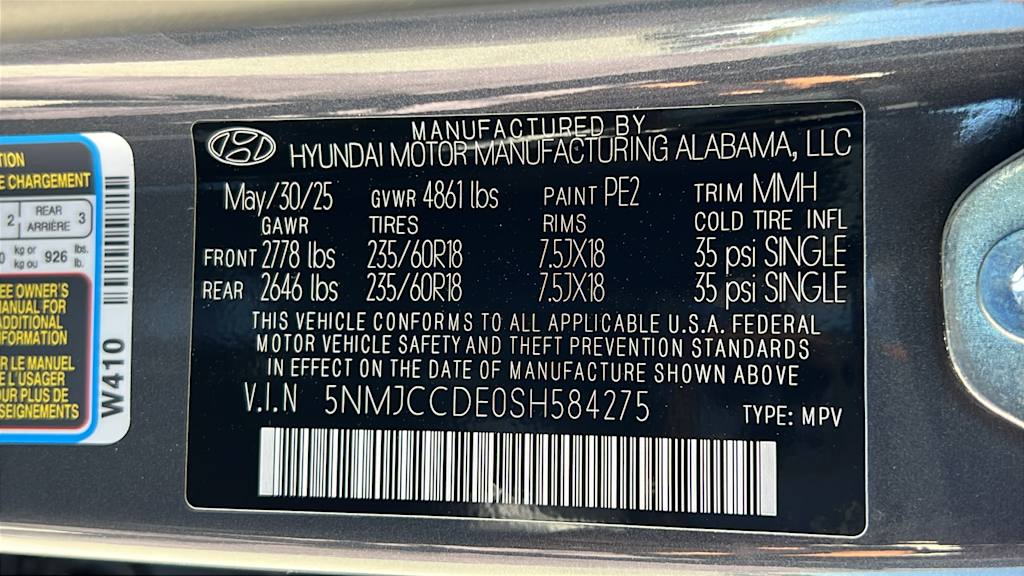 MANUFACTURED BY
HYUNDAI MOTOR MANUFACTURING ALABAMA, LLC
May/30/25 GVWR 4861 lbs PAINT PE2 TRIM MMH
GAWR TIRES RIMS COLD TIRE INFL
FRONT 2778 lbs 235/60R18 7.5JX18 35 psi SINGLE
REAR 2646 lbs 235/60R18 7.5JX18 35 psi SINGLE
THIS VEHICLE CONFORMS TO ALL APPLICABLE U.S.A. FEDERAL
MOTOR VEHICLE SAFETY AND THEFT PREVENTION STANDARDS
IN EFFECT ON THE DATE OF MANUFACTURE SHOWN ABOVE
V.I.N 5NMJCCDE0SH584275 TYPE: MPV
CHARGEMENT
2 REAR ARRIÈRE 3
kg or kg ou 926 lbs. lb.
OWNER'S
MANUAL FOR
ADDITIONAL
INFORMATION
LE MANUEL
L'USAGER
PLUS DE
W410